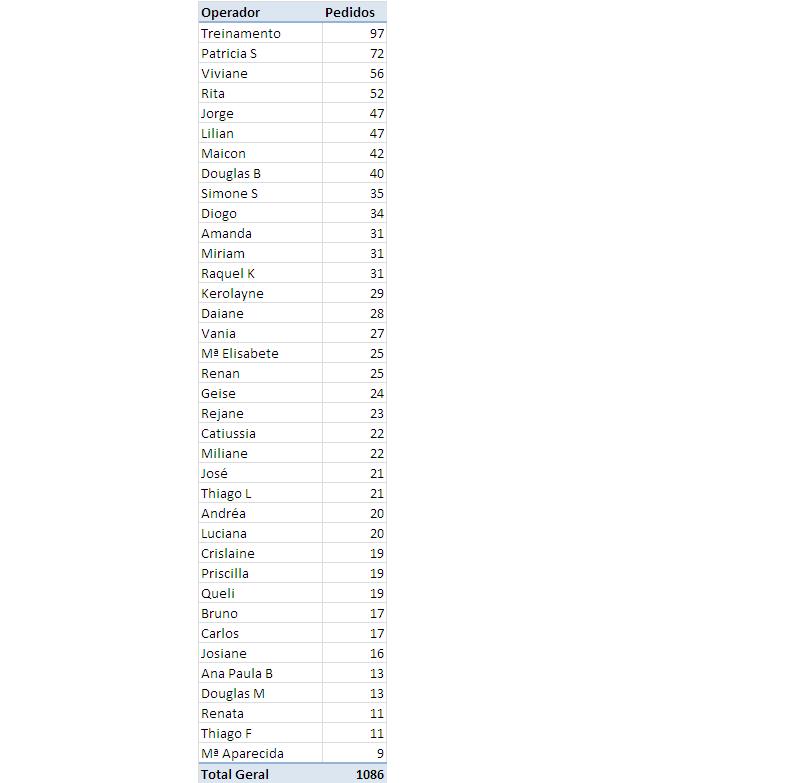 Operador Pedidos
Treinamento 97
Patricia S 72
Viviane 56
Rita 52
Jorge 47
Lilian 47
Maicon 42
Douglas B 40
Simone S 35
Diogo 34
Amanda 31
Miriam 31
Raquel K 31
Kerolayne 29
Daiane 28
Vania 27
Mª Elisabete 25
Renan 25
Geise 24
Rejane 23
Catiussia 22
Miliane 22
José 21
Thiago L 21
Andréa 20
Luciana 20
Crislaine 19
Priscilla 19
Queli 19
Bruno 17
Carlos 17
Josiane 16
Ana Paula B 13
Douglas M 13
Renata 11
Thiago F 11
Mª Aparecida 9
Total Geral 1086